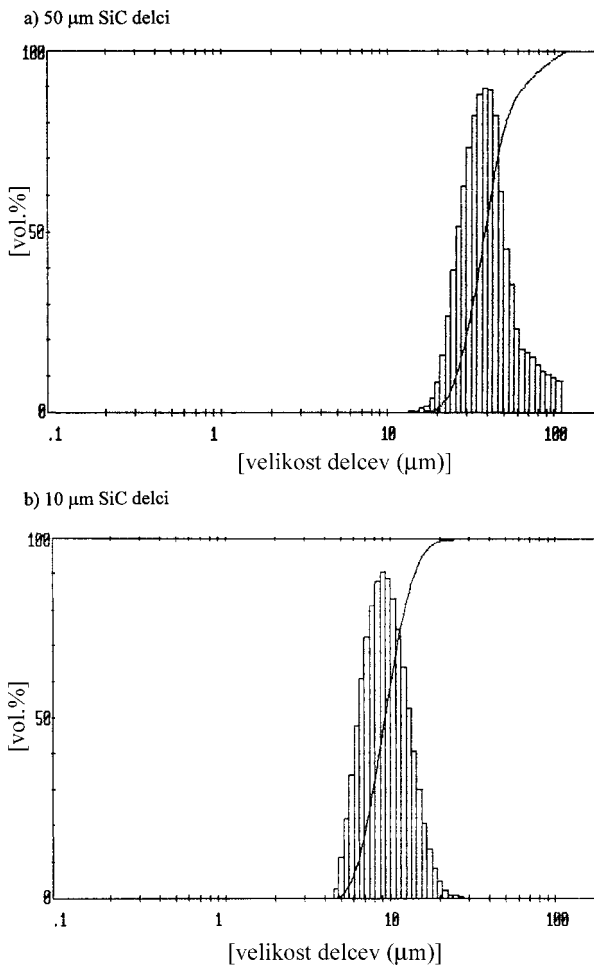 a) 50 μm SiC delci
100
[vol.%]
50
0
.1 1 10 100
[velikost delcev (μm)]
b) 10 μm SiC delci
100
[vol.%]
50
0
.1 1 10 100
[velikost delcev (μm)]